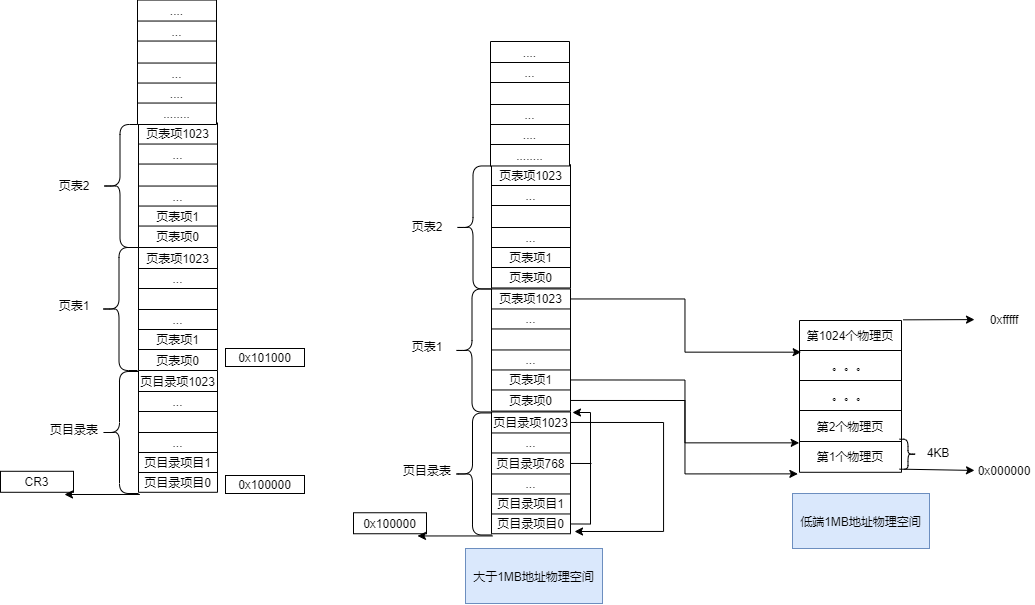 ....
...
...
....
........
页表项1023
...
...
页表项1
页表项0
页表2
页表项1023
...
...
页表项1
页表项0
页表1
0x101000
页目录项1023
...
...
页目录项目1
页目录项目0
页目录表
0x100000
CR3
....
...
...
....
........
页表项1023
...
...
页表项1
页表项0
页表2
页表项1023
...
...
页表项1
页表项0
页表1
页目录项1023
...
页目录项768
...
页目录项目1
页目录项目0
页目录表
0x100000
大于1MB地址物理空间
0xfffff
第1024个物理页
。。。
。。。
第2个物理页
第1个物理页
4KB
0x000000
低端1MB地址物理空间